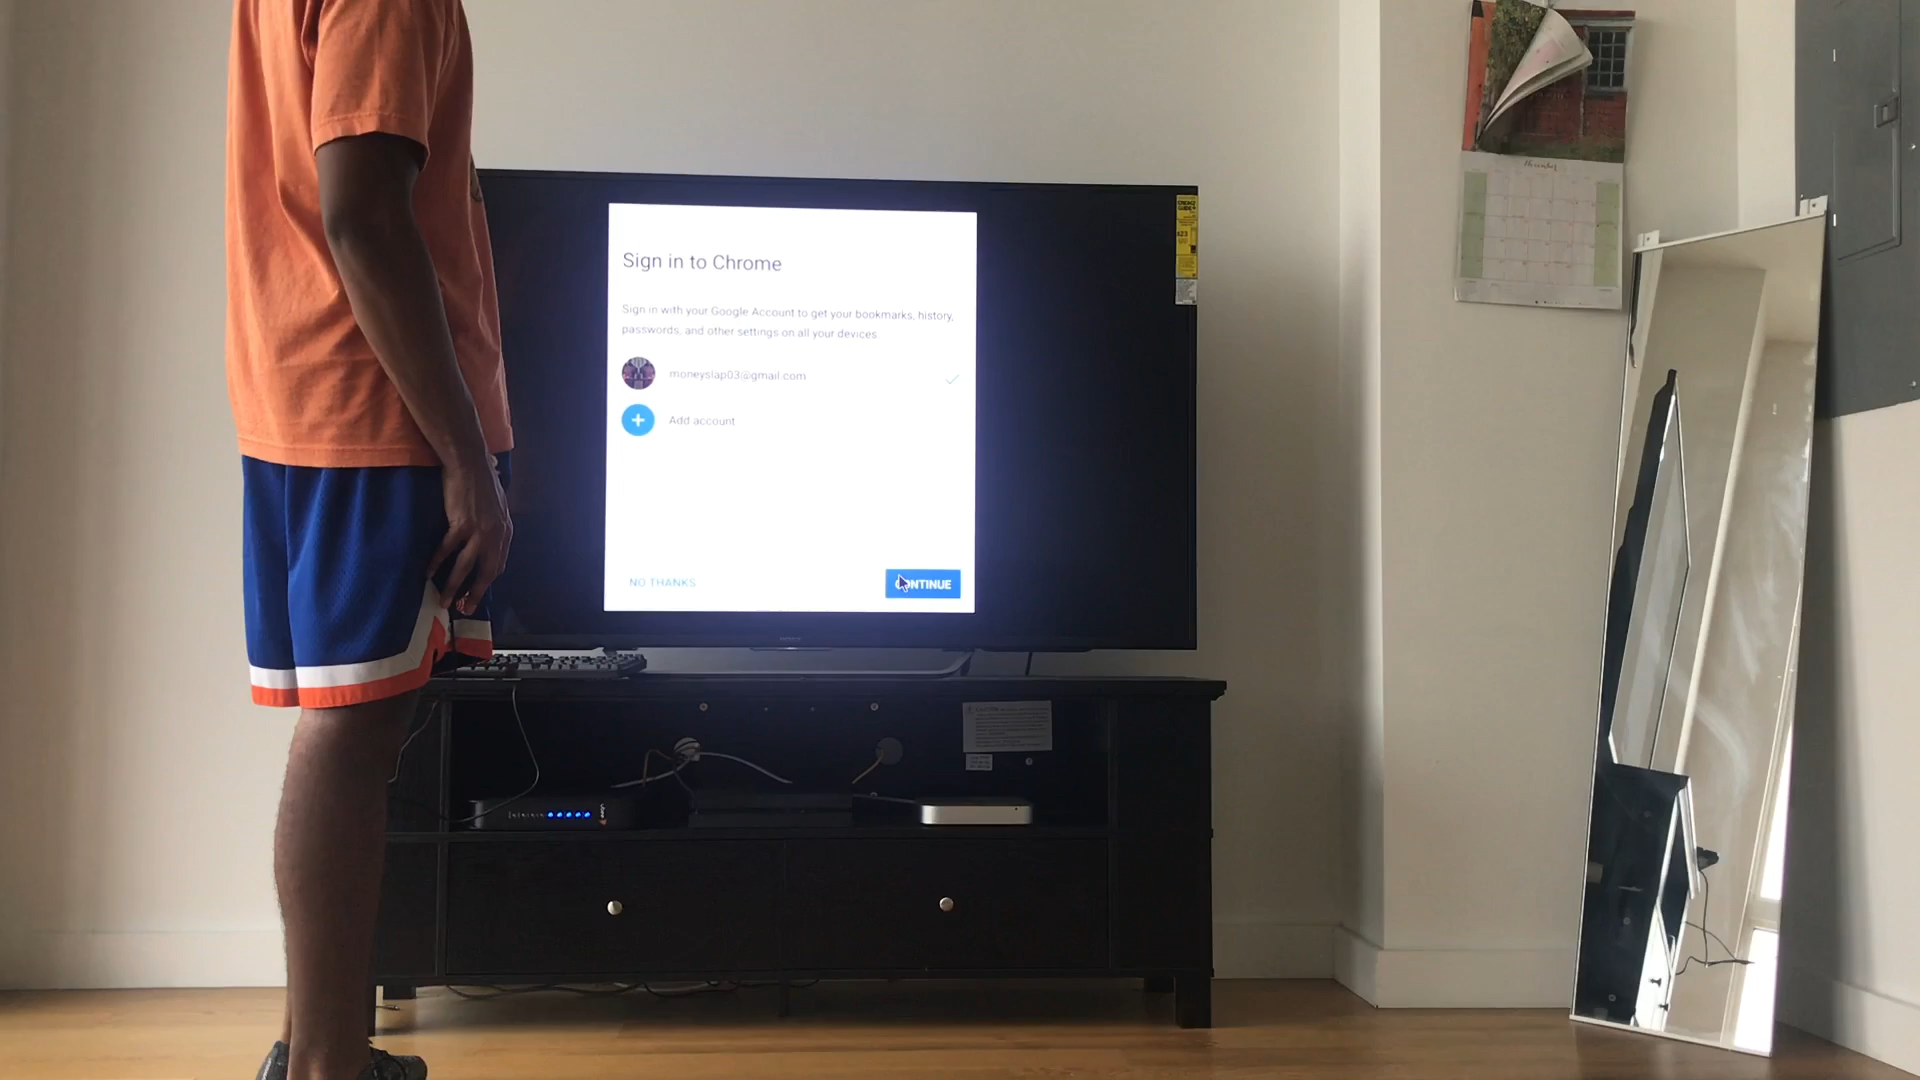 Sign in to Chrome
Sign in with your Google Account to get your bookmarks, history,
passwords, and other settings on all your devices.
moneyslap03@gmail.com
Add account
NO THANKS
CONTINUE